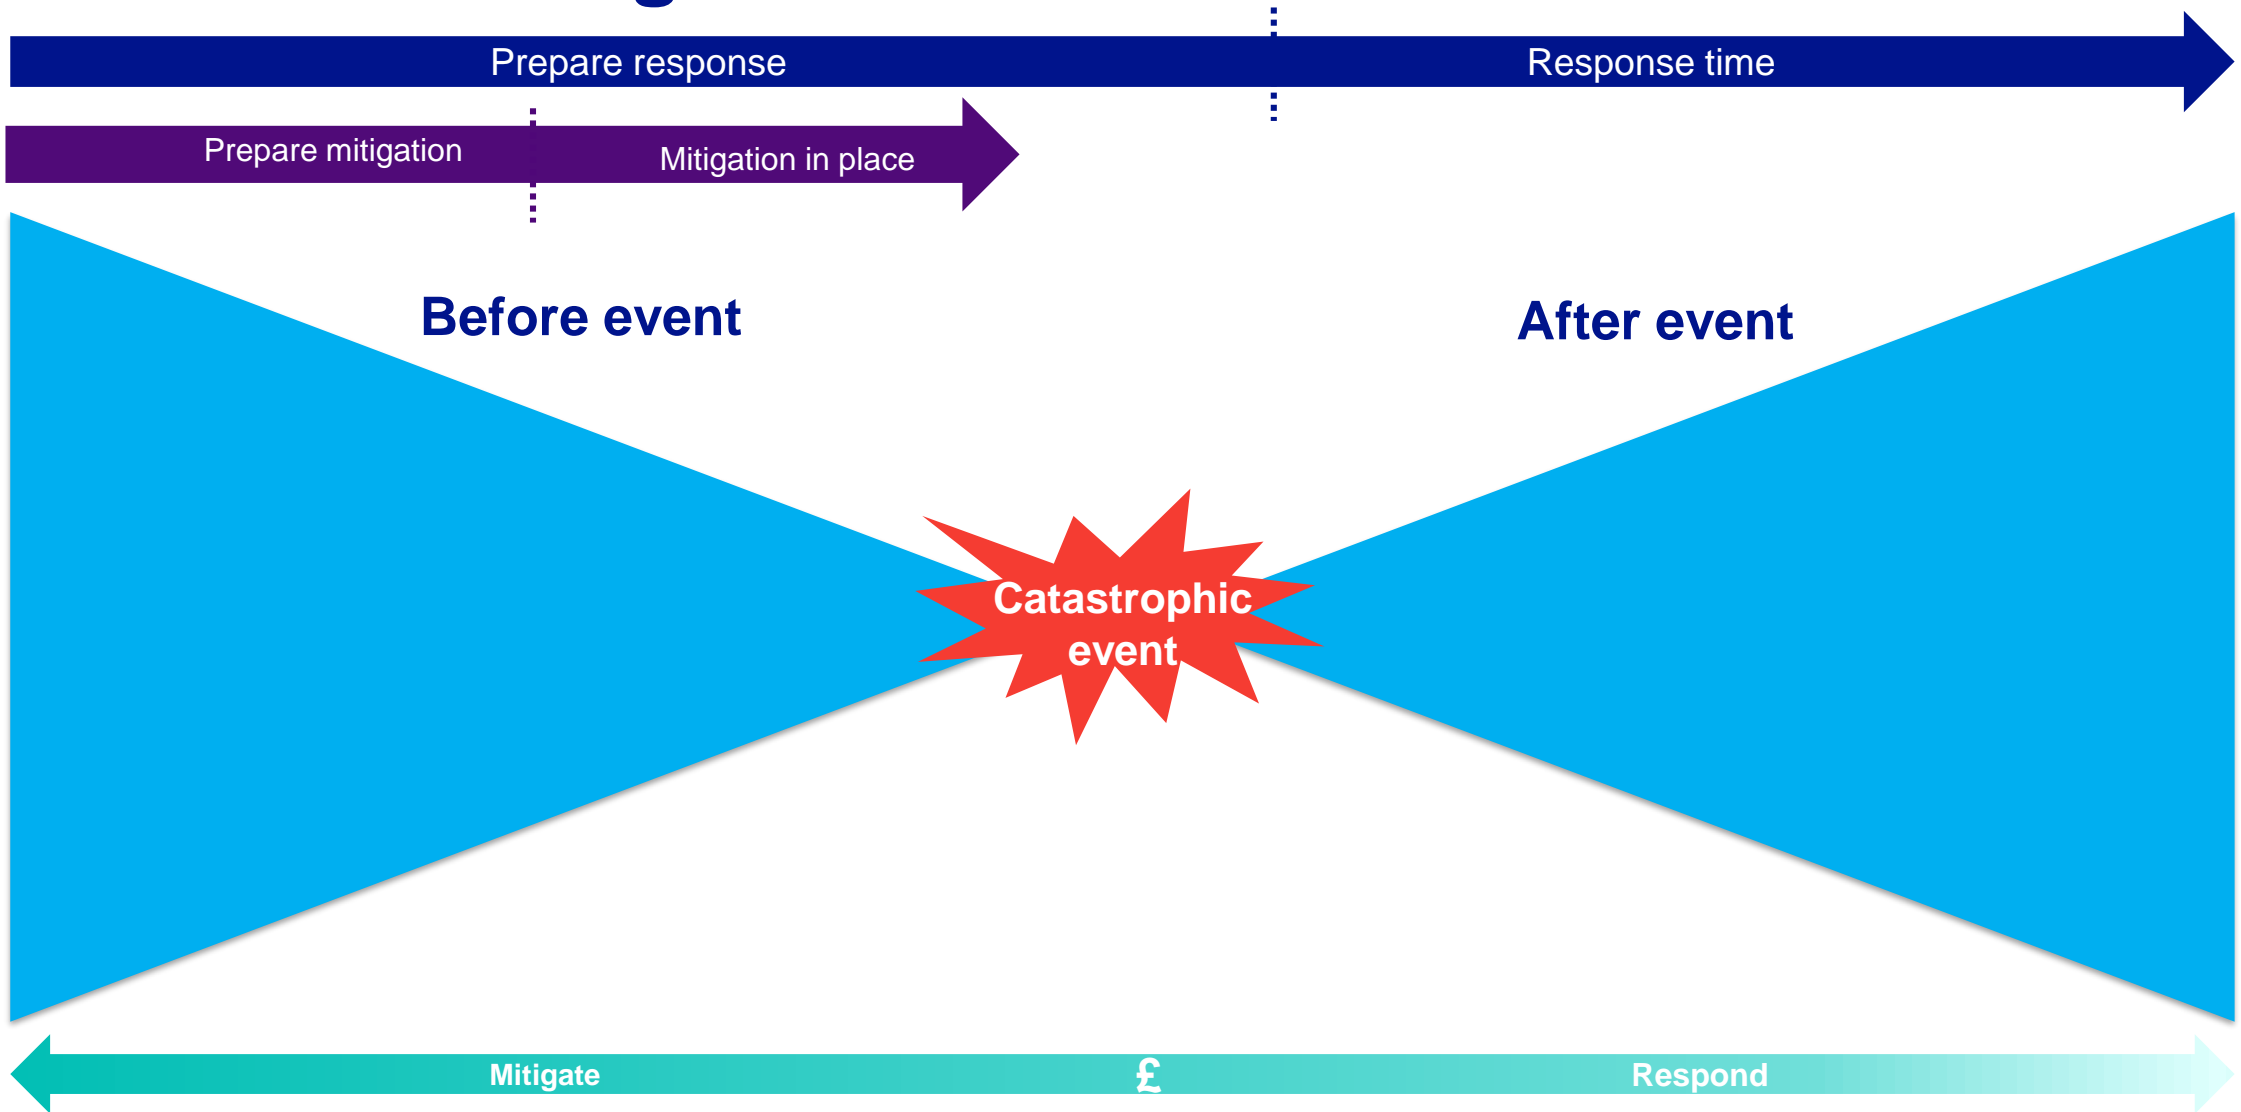 Prepare response
Response time
Prepare mitigation
Mitigation in place
Before event
After event
Catastrophic
event
Mitigate
£
Respond